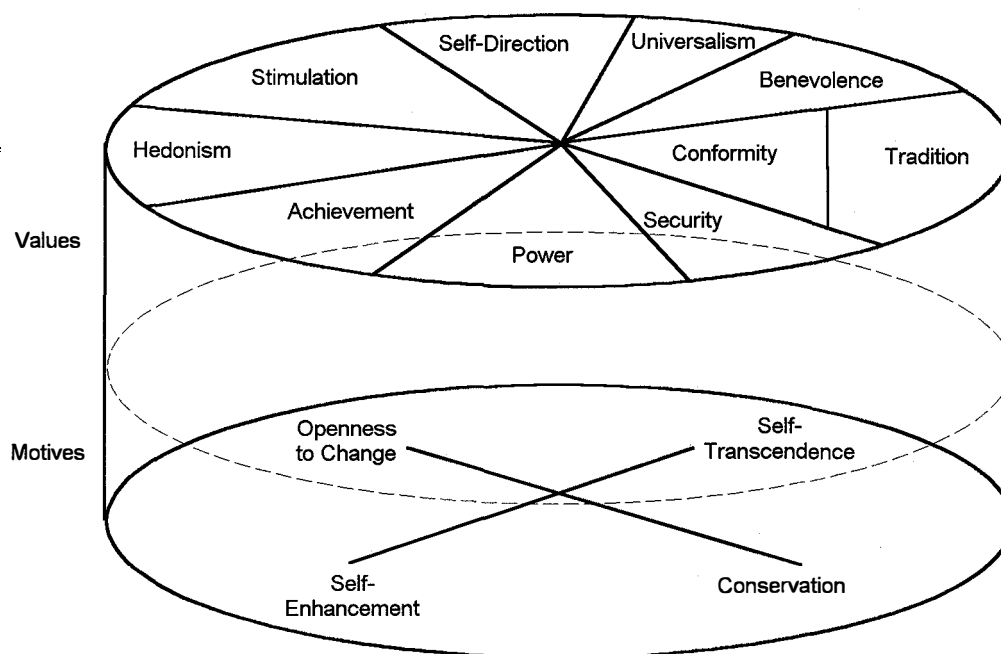 Self-Direction
Universalism
Stimulation
Benevolence
Hedonism
Conformity
Tradition
Achievement
Security
Values
Power
Openness
to Change
Self-
Transcendence
Motives
Self-
Enhancement
Conservation